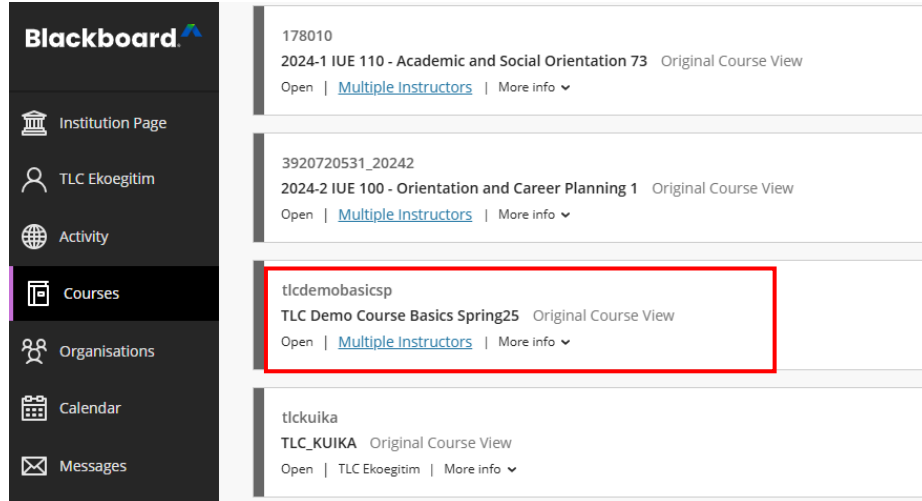 Blackboard
Institution Page
TLC Ekoegitim
Activity
Courses
Organisations
Calendar
Messages
178010
2024-1 IUE 110 - Academic and Social Orientation 73 Original Course View
Open | Multiple Instructors | More info
3920720531_20242
2024-2 IUE 100 - Orientation and Career Planning 1 Original Course View
Open | Multiple Instructors | More info
tlcdemobasicsp
TLC Demo Course Basics Spring25 Original Course View
Open | Multiple Instructors | More info
tlckuika
TLC_KUIKA Original Course View
Open | TLC Ekoegitim | More info